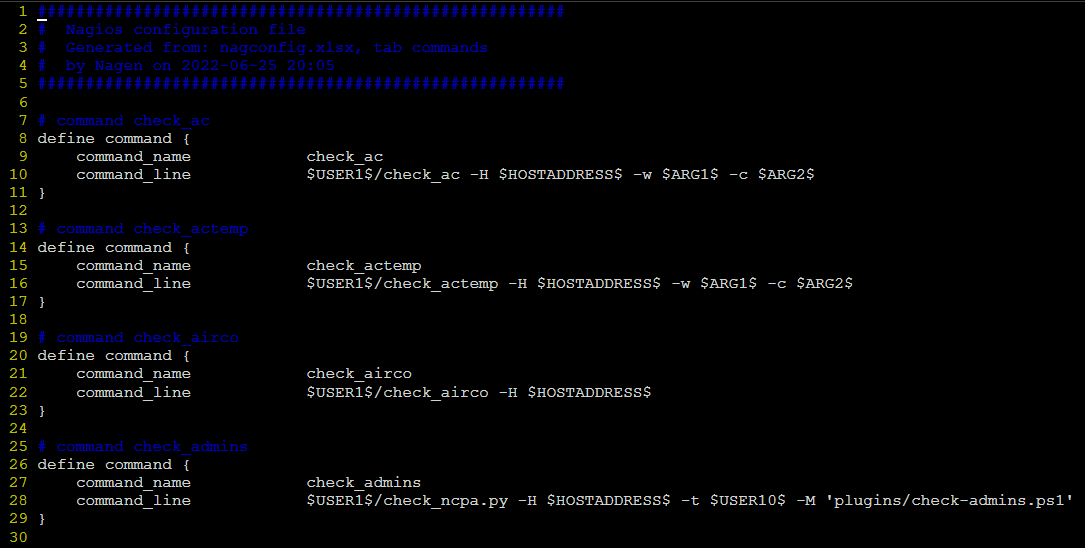 1 #######################################################
2 #  Nagios configuration file
3 #  Generated from: nagconfig.xlsx, tab commands
4 #  by Nagen on 2022-06-25 20:05
5 #######################################################
6
7 # command check_ac
8 define command {
9     command_name            check_ac
10     command_line            $USER1$/check_ac -H $HOSTADDRESS$ -w $ARG1$ -c $ARG2$
11 }
12
13 # command check_actemp
14 define command {
15     command_name            check_actemp
16     command_line            $USER1$/check_actemp -H $HOSTADDRESS$ -w $ARG1$ -c $ARG2$
17 }
18
19 # command check_airco
20 define command {
21     command_name            check_airco
22     command_line            $USER1$/check_airco -H $HOSTADDRESS$
23 }
24
25 # command check_admins
26 define command {
27     command_name            check_admins
28     command_line            $USER1$/check_ncpa.py -H $HOSTADDRESS$ -t $USER10$ -M 'plugins/check-admins.ps1'
29 }
30